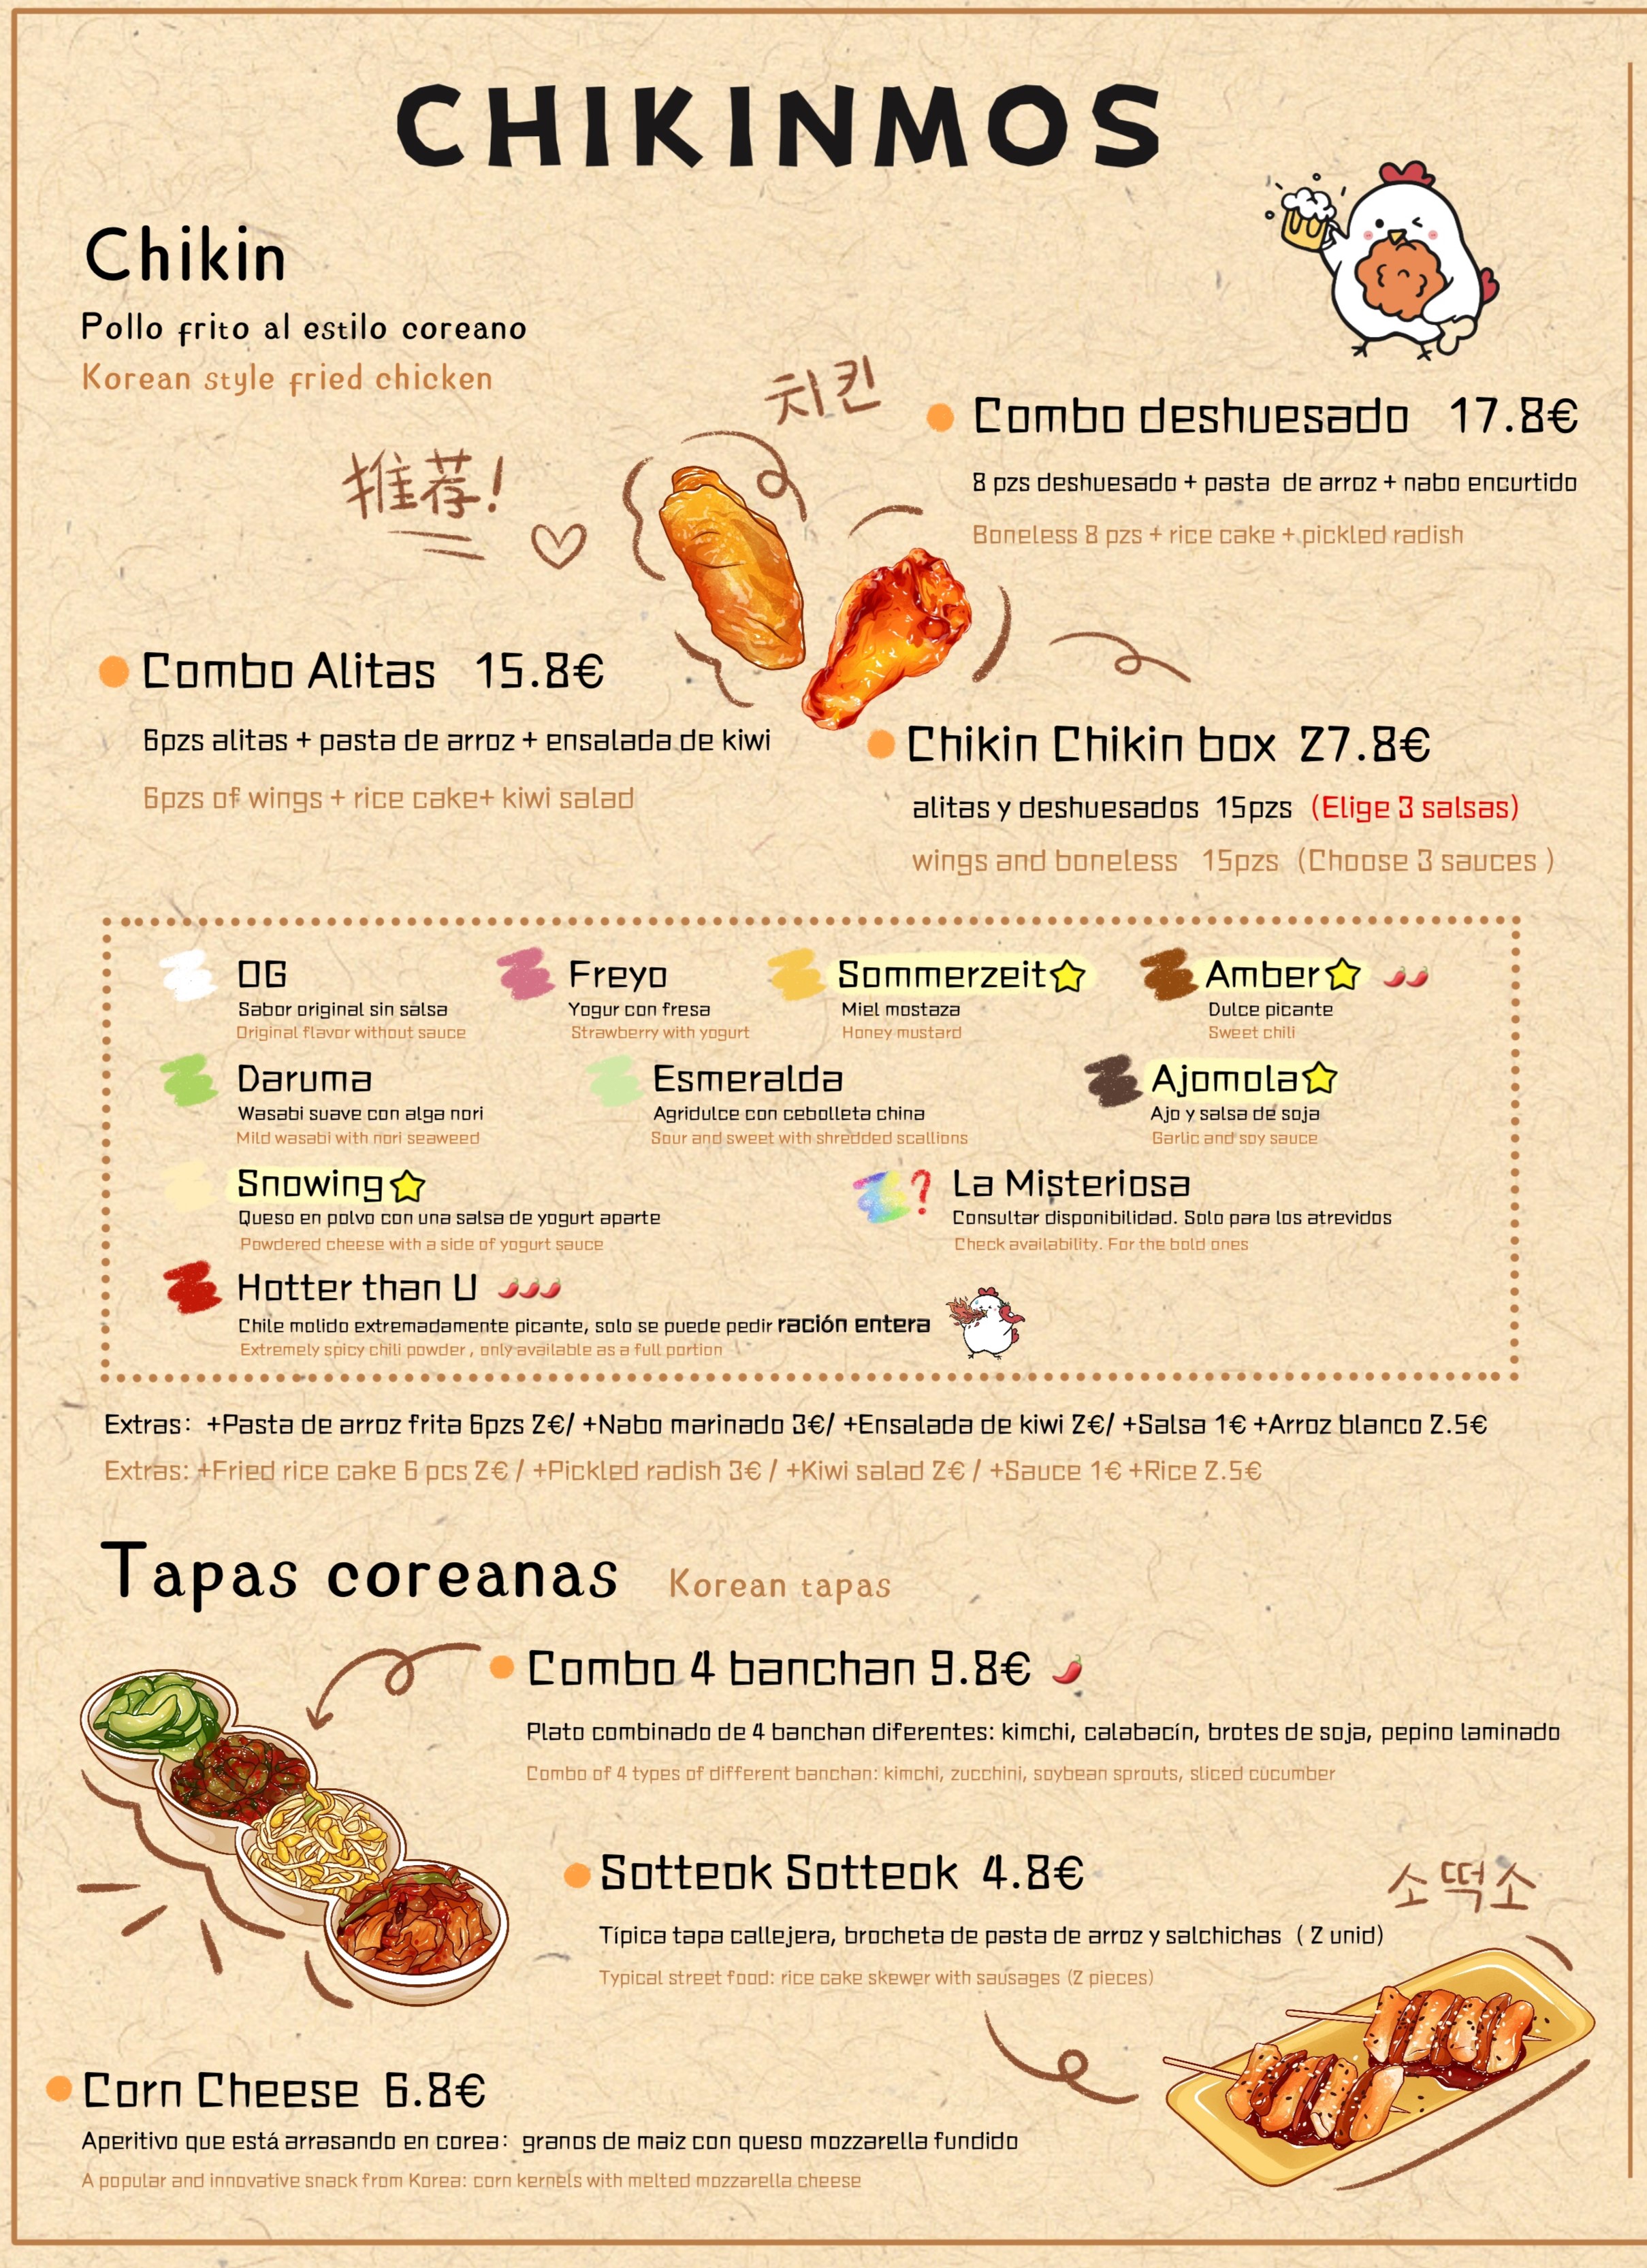 CHIKINMOS
Chikin
Pollo frito al estilo coreano
Korean style fried chicken
치킨
推荐!
Combo deshuesado 17.8€
8 pzs deshuesado + pasta de arroz + nabo encurtido
Boneless 8 pzs + rice cake + pickled radish
Combo Alitas 15.8€
6pzs alitas + pasta de arroz + ensalada de kiwi
6pzs of wings + rice cake+ kiwi salad
Chikin Chikin box 27.8€
alitas y deshuesados 15pzs (Elige 3 salsas)
wings and boneless 15pzs (Choose 3 sauces )
OG
Sabor original sin salsa
Original flavor without sauce
Freyo
Yogur con fresa
Strawberry with yogurt
Sommerzeit
Miel mostaza
Honey mustard
Amber
Dulce picante
Sweet chili
Daruma
Wasabi suave con alga nori
Mild wasabi with nori seaweed
Esmeralda
Agridulce con cebolleta china
Sour and sweet with shredded scallions
Ajomola
Ajo y salsa de soja
Garlic and soy sauce
Snowing
Queso en polvo con una salsa de yogurt aparte
Powdered cheese with a side of yogurt sauce
? La Misteriosa
Consultar disponibilidad. Solo para los atrevidos
Check availability. For the bold ones
Hotter than U
Chile molido extremadamente picante, solo se puede pedir ración entera
Extremely spicy chili powder , only available as a full portion
Extras: +Pasta de arroz frita 6pzs 2€/ +Nabo marinado 3€/ +Ensalada de kiwi 2€/ +Salsa 1€ +Arroz blanco 2.5€
Extras: +Fried rice cake 6 pcs 2€ / +Pickled radish 3€ / +Kiwi salad 2€ / +Sauce 1€ +Rice 2.5€
Tapas coreanas Korean tapas
Combo 4 banchan 9.8€
Plato combinado de 4 banchan diferentes: kimchi, calabacín, brotes de soja, pepino laminado
Combo of 4 types of different banchan: kimchi, zucchini, soybean sprouts, sliced cucumber
Sotteok Sotteok 4.8€
소떡소
Típica tapa callejera, brocheta de pasta de arroz y salchichas ( 2 unid)
Typical street food: rice cake skewer with sausages (2 pieces)
Corn Cheese 6.8€
Aperitivo que está arrasando en corea: granos de maiz con queso mozzarella fundido
A popular and innovative snack from Korea: corn kernels with melted mozzarella cheese